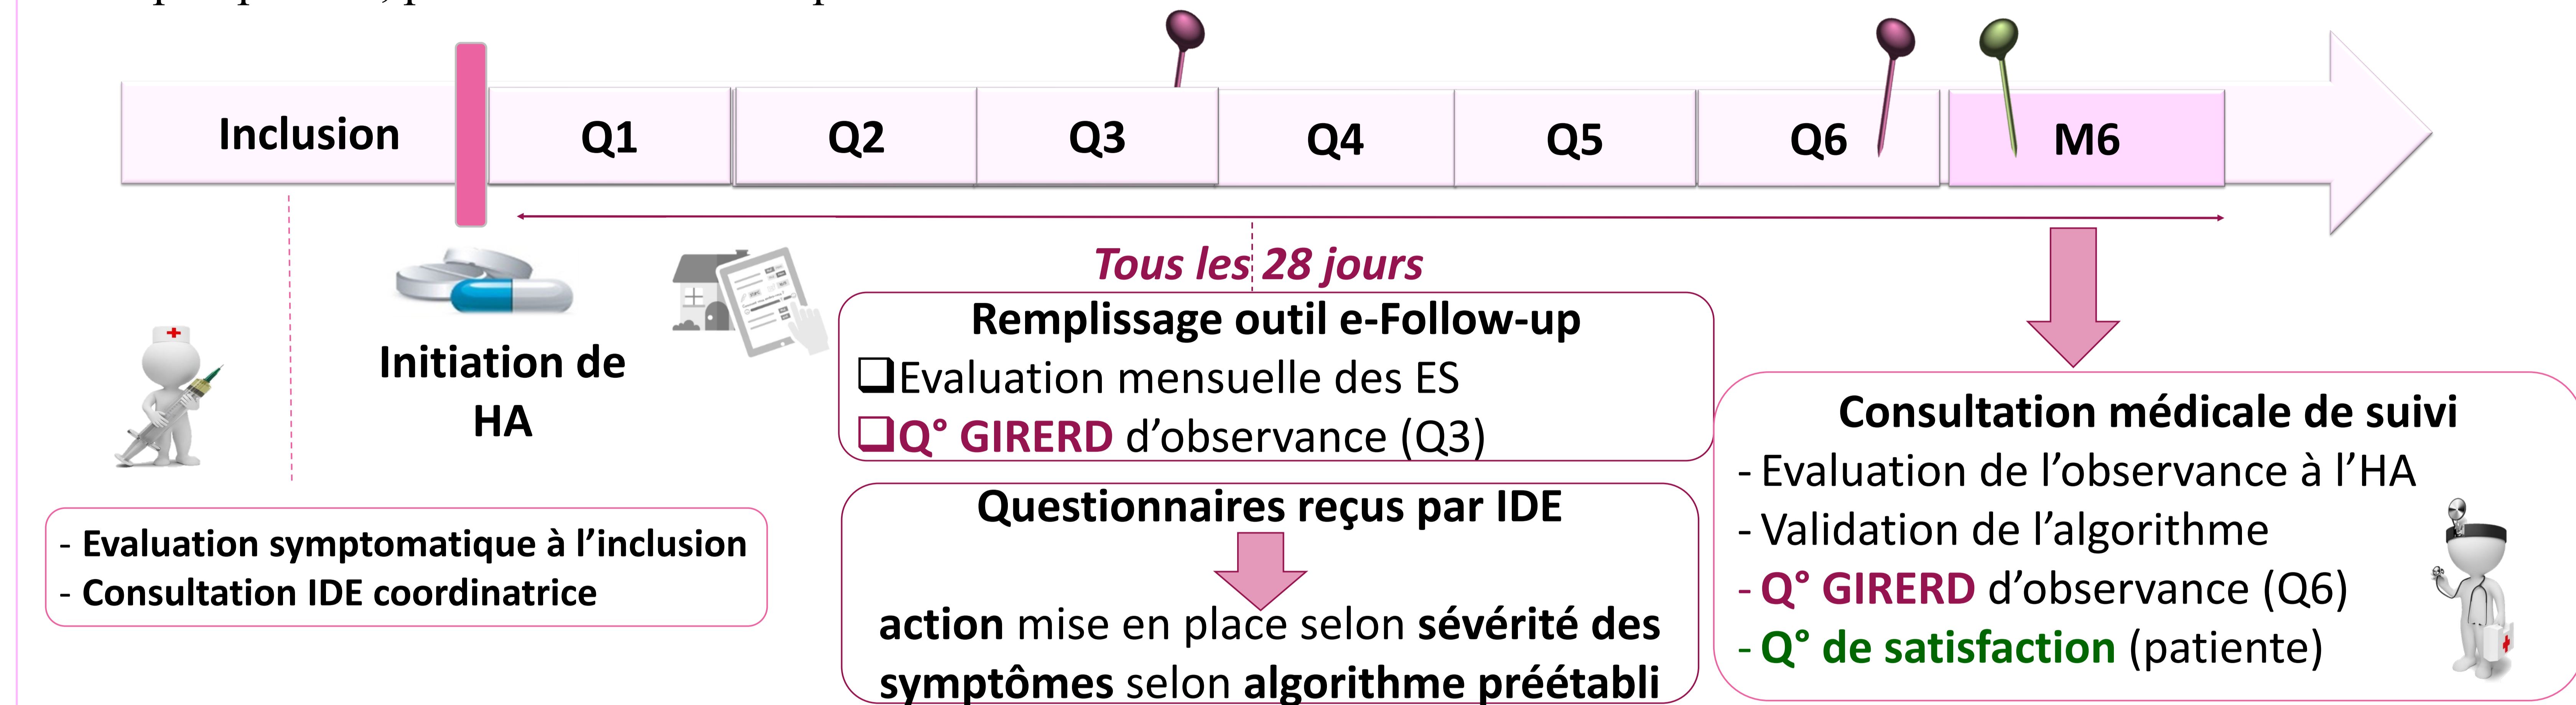 Inclusion
Q1
Q2
Q3
Q4
Q5
Q6
M6
Initiation de
HA
- Evaluation symptomatique à l'inclusion
- Consultation IDE coordinatrice
Tous les 28 jours
Remplissage outil e-Follow-up
❑Evaluation mensuelle des ES
❑Q° GIRERD d'observance (Q3)
Questionnaires reçus par IDE
action mise en place selon sévérité des
symptômes selon algorithme préétabli
Consultation médicale de suivi
- Evaluation de l'observance à l'HA
- Validation de l'algorithme
- Q° GIRERD d'observance (Q6)
- Q° de satisfaction (patiente)